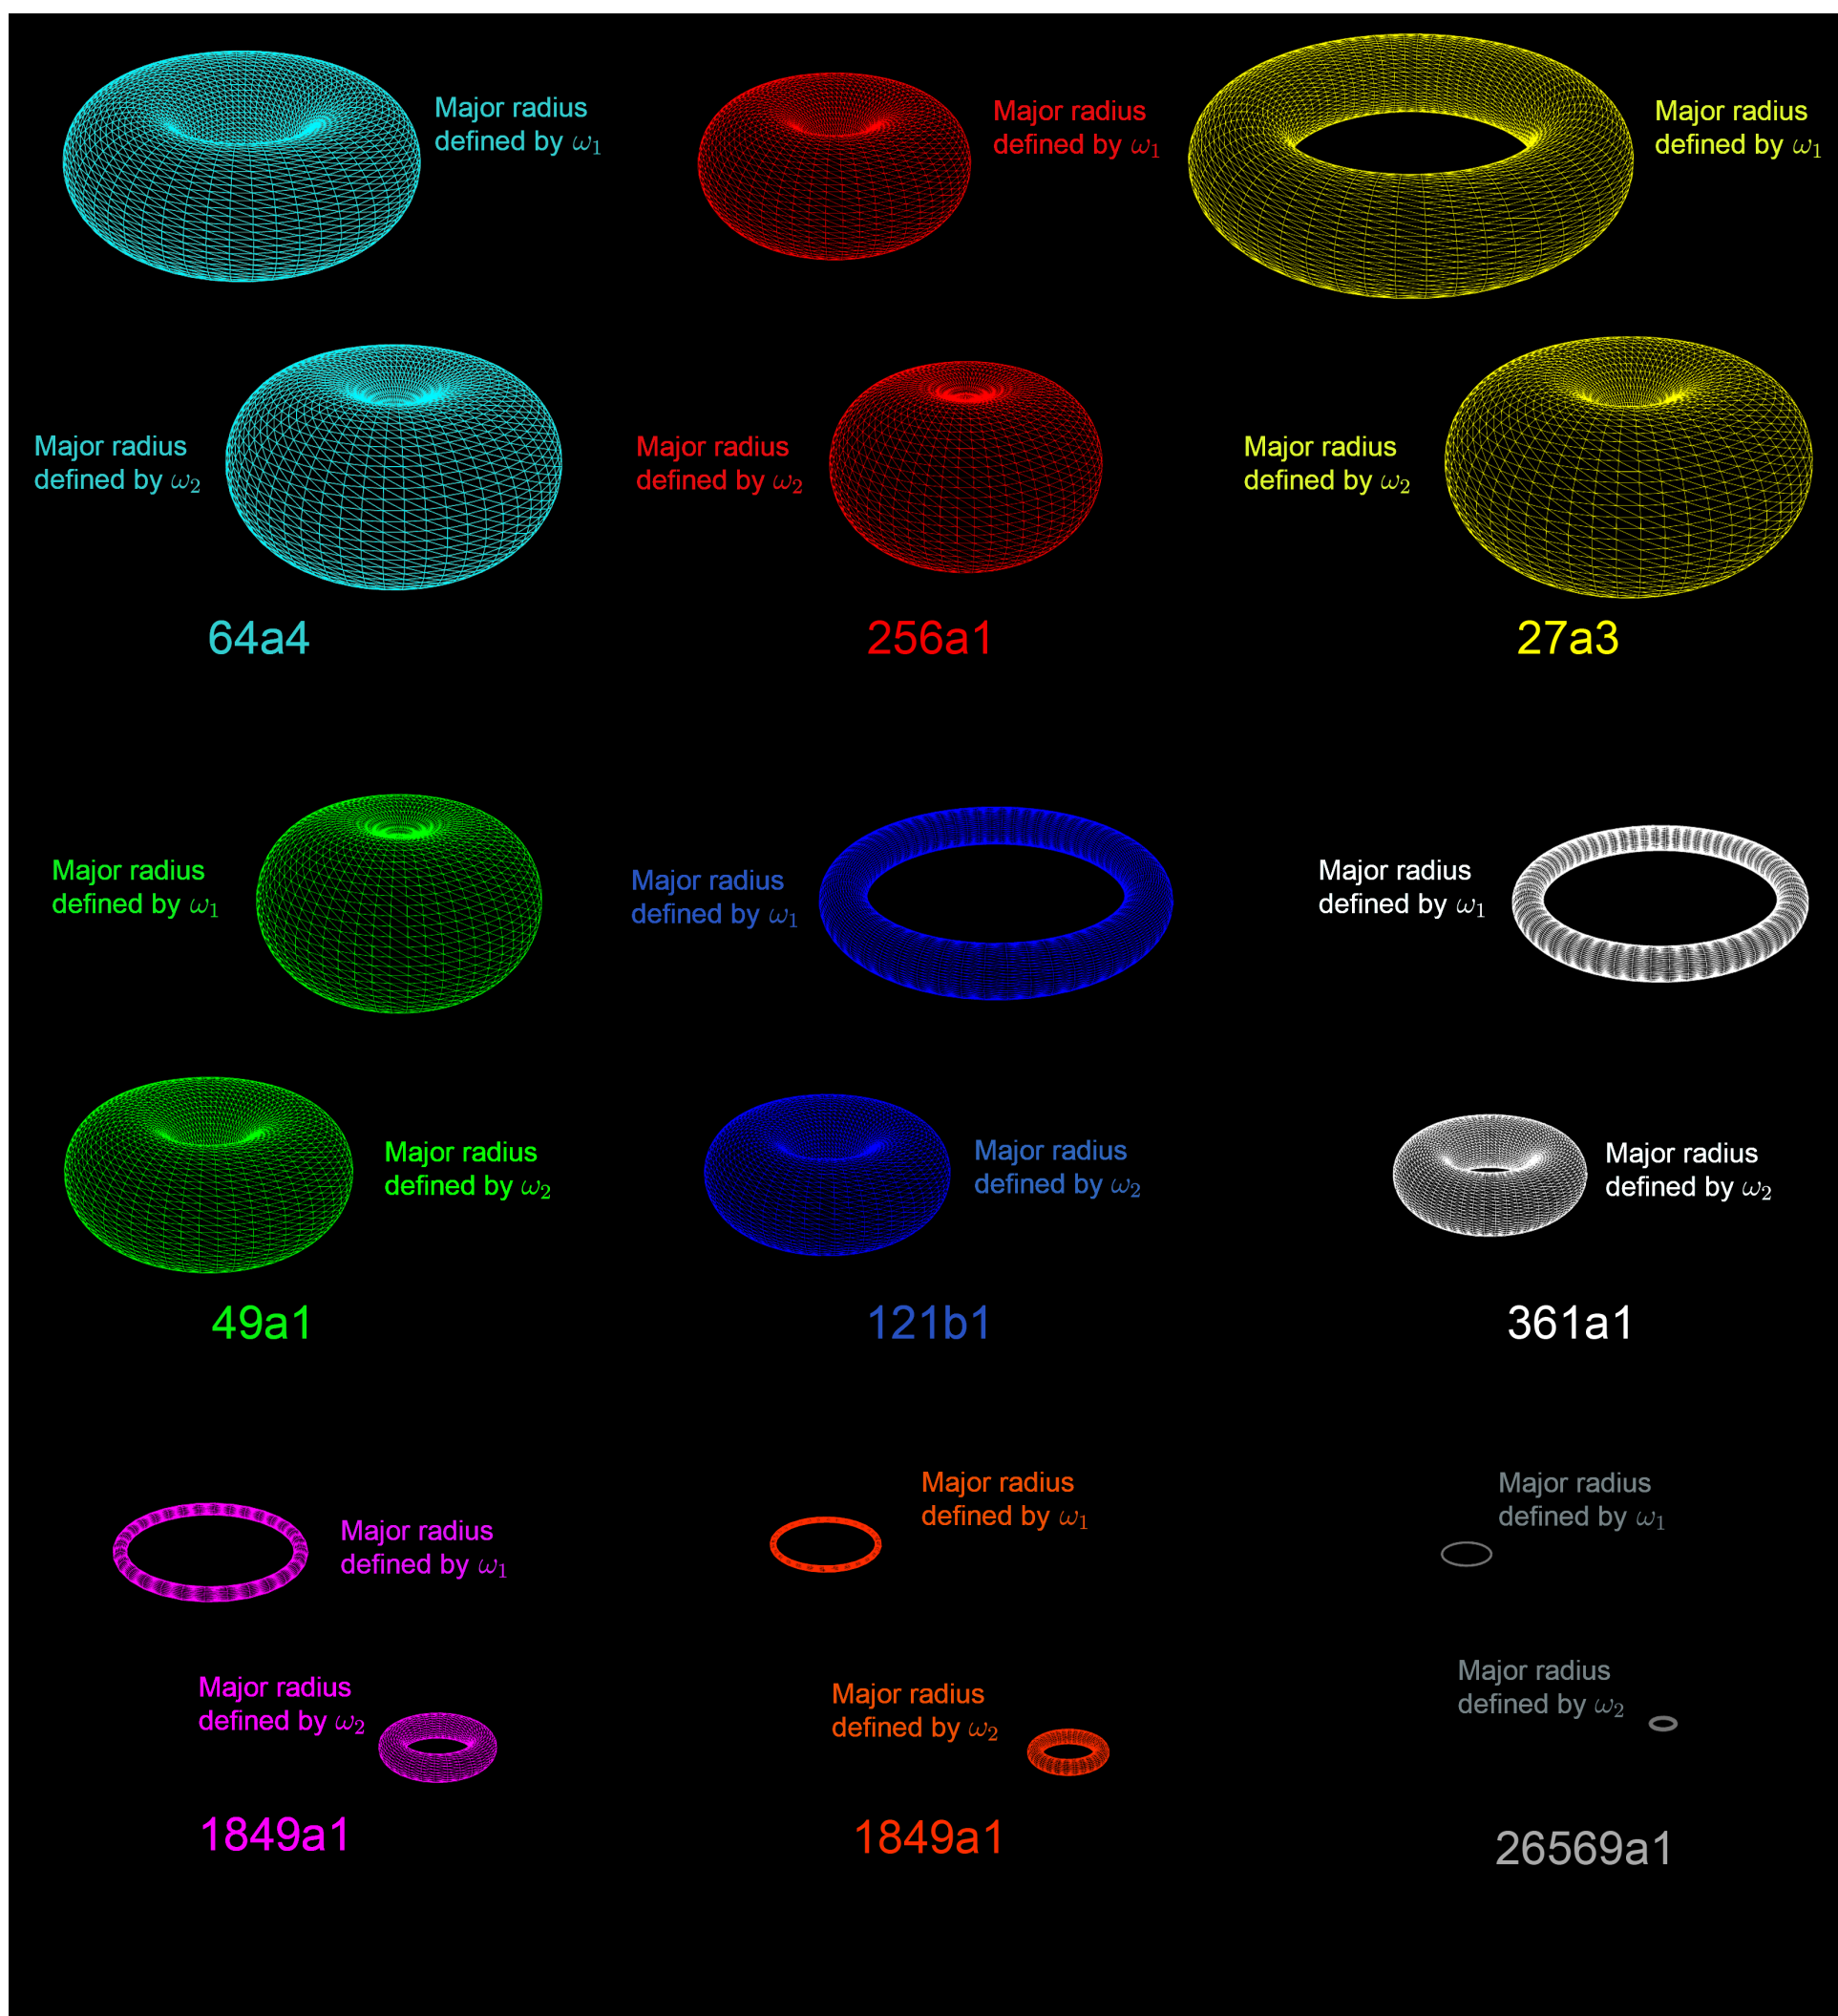 Major radius
defined by ω₁
Major radius
defined by ω₁
Major radius
defined by ω₁
Major radius
defined by ω₂
Major radius
defined by ω₂
Major radius
defined by ω₂
64a4
256a1
27a3
Major radius
defined by ω₁
Major radius
defined by ω₁
Major radius
defined by ω₁
Major radius
defined by ω₂
Major radius
defined by ω₂
Major radius
defined by ω₂
49a1
121b1
361a1
Major radius
defined by ω₁
Major radius
defined by ω₁
Major radius
defined by ω₁
Major radius
defined by ω₂
Major radius
defined by ω₂
Major radius
defined by ω₂
1849a1
1849a1
26569a1